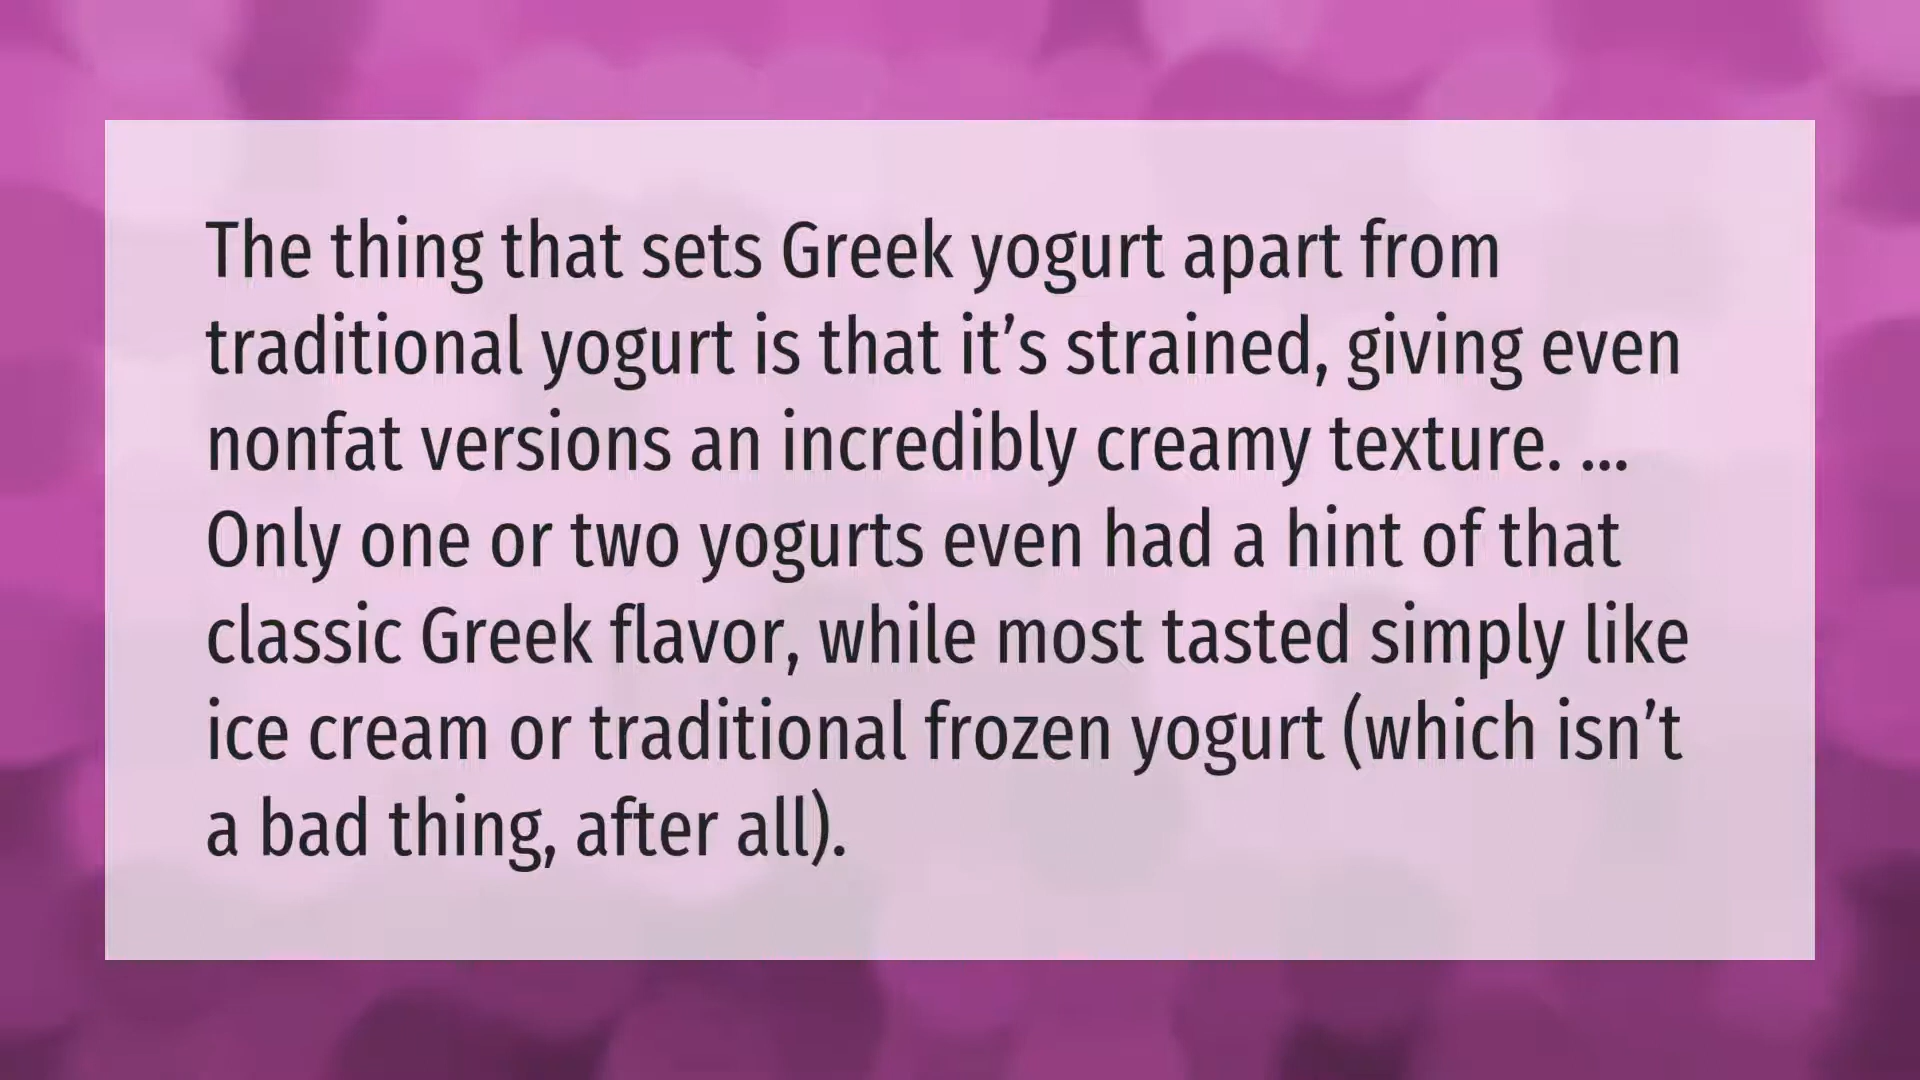 The thing that sets Greek yogurt apart from
traditional yogurt is that it’s strained, giving even
nonfat versions an incredibly creamy texture. ...
Only one or two yogurts even had a hint of that
classic Greek flavor, while most tasted simply like
ice cream or traditional frozen yogurt (which isn’t
a bad thing, after all).